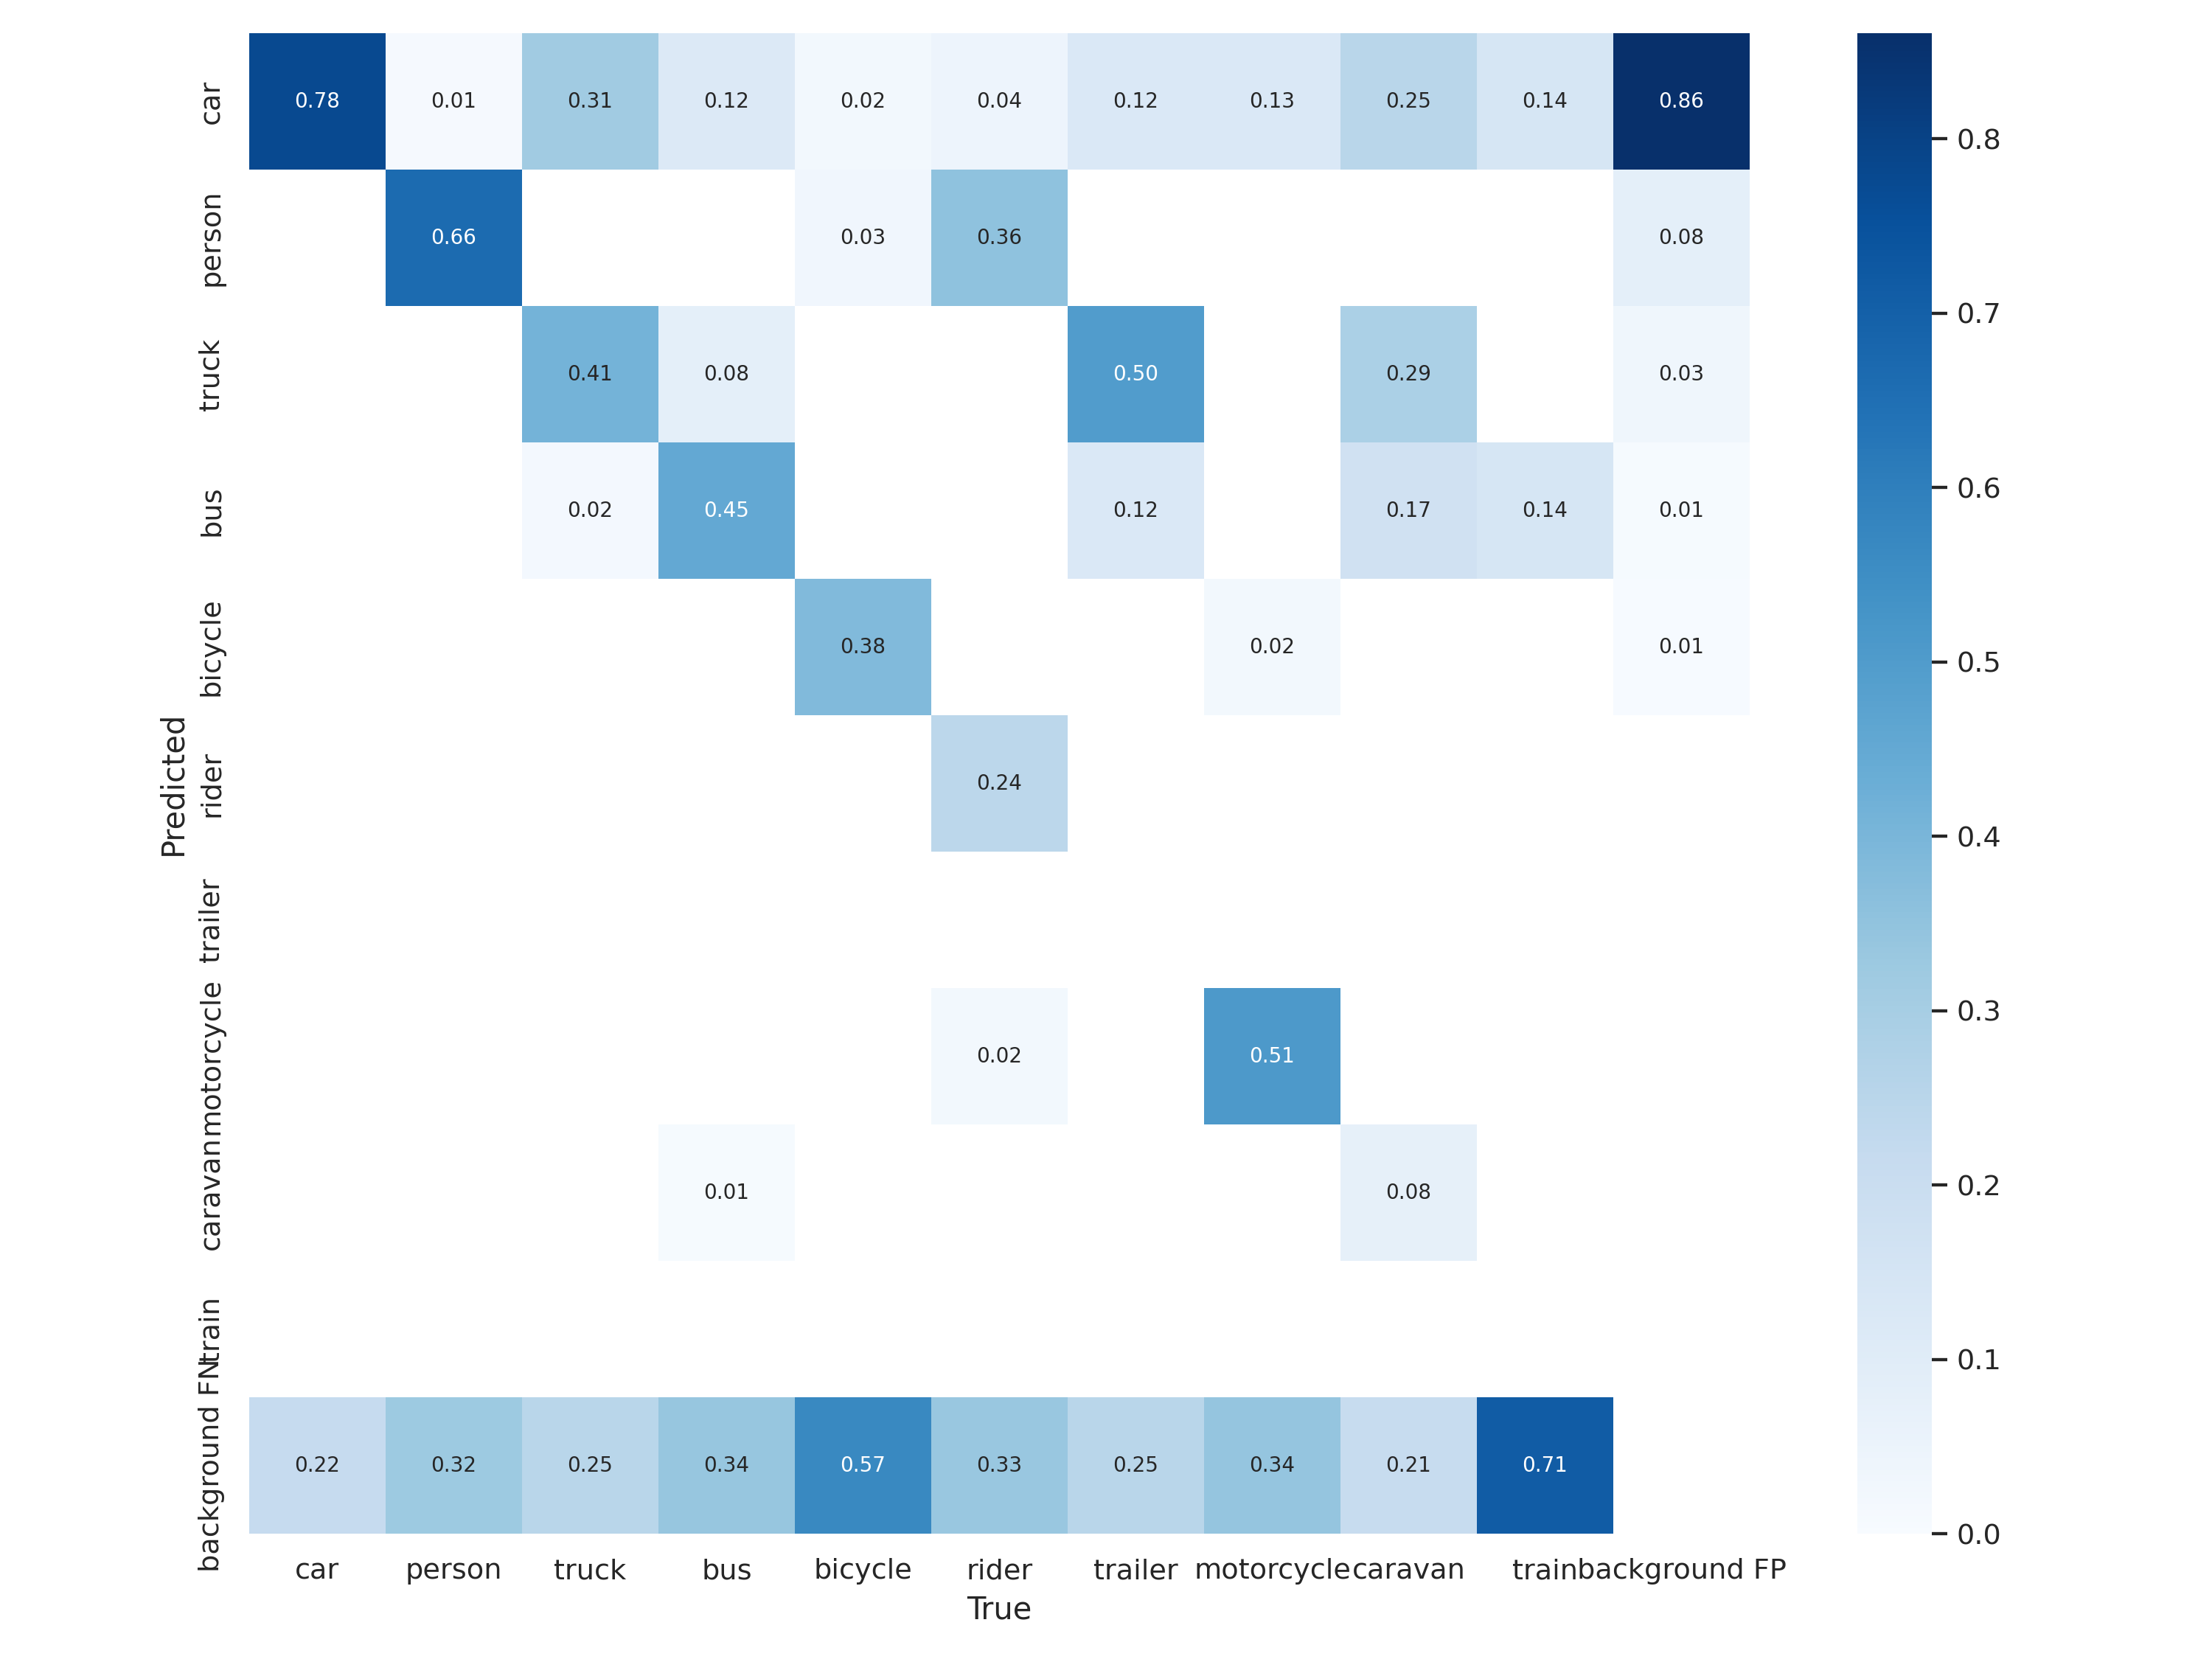 car 0.78 0.01 0.31 0.12 0.02 0.04 0.12 0.13 0.25 0.14 0.86
person 0.66 0.03 0.36 0.08
truck 0.41 0.08 0.50 0.29 0.03
bus 0.02 0.45 0.12 0.17 0.14 0.01
bicycle 0.38 0.02 0.01
rider 0.24
trailer
motorcycle 0.02 0.51
caravan 0.01 0.08
train
background FN 0.22 0.32 0.25 0.34 0.57 0.33 0.25 0.34 0.21 0.71
Predicted
car person truck bus bicycle rider trailer motorcycle caravan train background FP
True
0.8
0.7
0.6
0.5
0.4
0.3
0.2
0.1
0.0